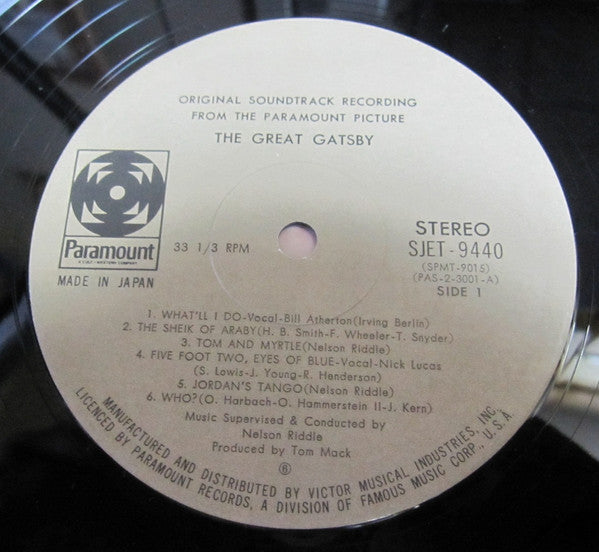 ORIGINAL SOUNDTRACK RECORDING
FROM THE PARAMOUNT PICTURE
THE GREAT GATSBY
Paramount
A GULF+WESTERN COMPANY
MADE IN JAPAN
33 1/3 RPM
STEREO
SJET-9440
(SPMT-9015)
(PAS-2-3001-A)
SIDE 1
1. WHAT'LL I DO-Vocal-Bill Atherton(Irving Berlin)
2. THE SHEIK OF ARABY(H. B. Smith-F. Wheeler-T. Snyder)
3. TOM AND MYRTLE(Nelson Riddle)
4. FIVE FOOT TWO, EYES OF BLUE-Vocal-Nick Lucas
(S. Lewis-J. Young-R. Henderson)
5. JORDAN'S TANGO(Nelson Riddle)
6. WHO?(O. Harbach-O. Hammerstein II-J. Kern)
Music Supervised & Conducted by
Nelson Riddle
Produced by Tom Mack
MANUFACTURED AND DISTRIBUTED BY VICTOR MUSICAL INDUSTRIES, INC.
LICENCED BY PARAMOUNT RECORDS, A DIVISION OF FAMOUS MUSIC CORP., U.S.A